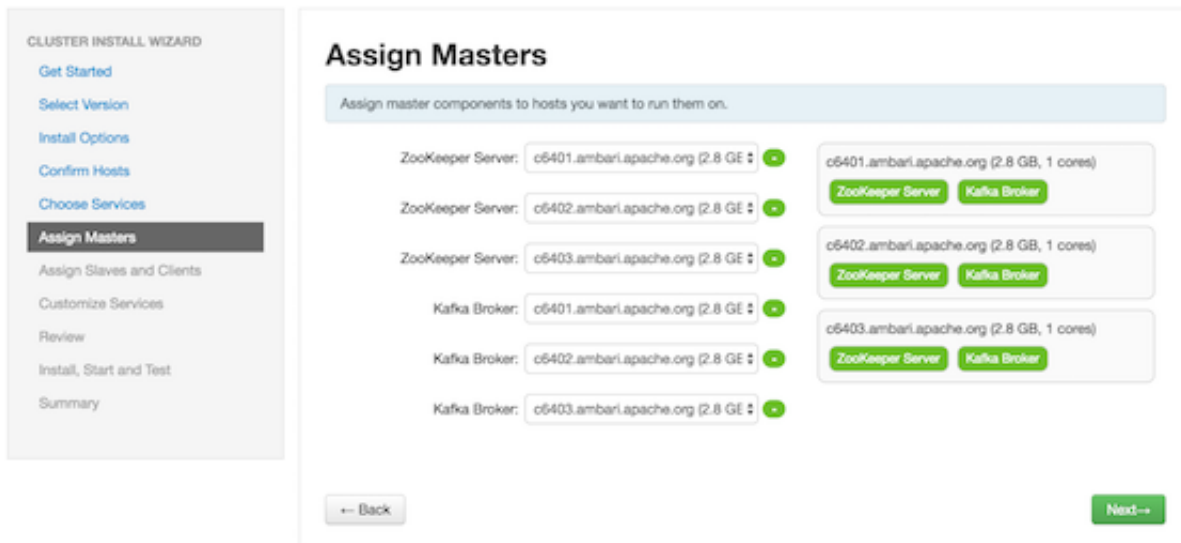 CLUSTER INSTALL WIZARD
Get Started
Select Version
Install Options
Confirm Hosts
Choose Services
Assign Masters
Assign Slaves and Clients
Customize Services
Review
Install, Start and Test
Summary
Assign Masters
Assign master components to hosts you want to run them on.
ZooKeeper Server: c6401.ambari.apache.org (2.8 GE
ZooKeeper Server: c6402.ambari.apache.org (2.8 GE
ZooKeeper Server: c6403.ambari.apache.org (2.8 GE
Kafka Broker: c6401.ambari.apache.org (2.8 GE
Kafka Broker: c6402.ambari.apache.org (2.8 GE
Kafka Broker: c6403.ambari.apache.org (2.8 GE
c6401.ambari.apache.org (2.8 GB, 1 cores)
ZooKeeper Server Kafka Broker
c6402.ambari.apache.org (2.8 GB, 1 cores)
ZooKeeper Server Kafka Broker
c6403.ambari.apache.org (2.8 GB, 1 cores)
ZooKeeper Server Kafka Broker
← Back
Next→